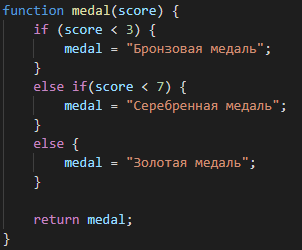 function medal(score) {
    if (score < 3) {
        medal = "Бронзовая медаль";
    }
    else if(score < 7) {
        medal = "Серебренная медаль";
    }
    else {
        medal = "Золотая медаль";
    }

    return medal;
}